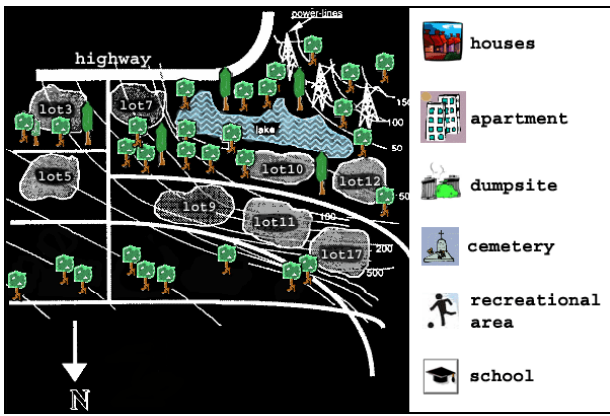 power-lines
highway
lot3
lot7
150
lake
100
50
lot5
lot10
lot12
50
lot9
lot11
100
lot17
200
500
N
houses
apartment
dumpsite
cemetery
recreational
area
school